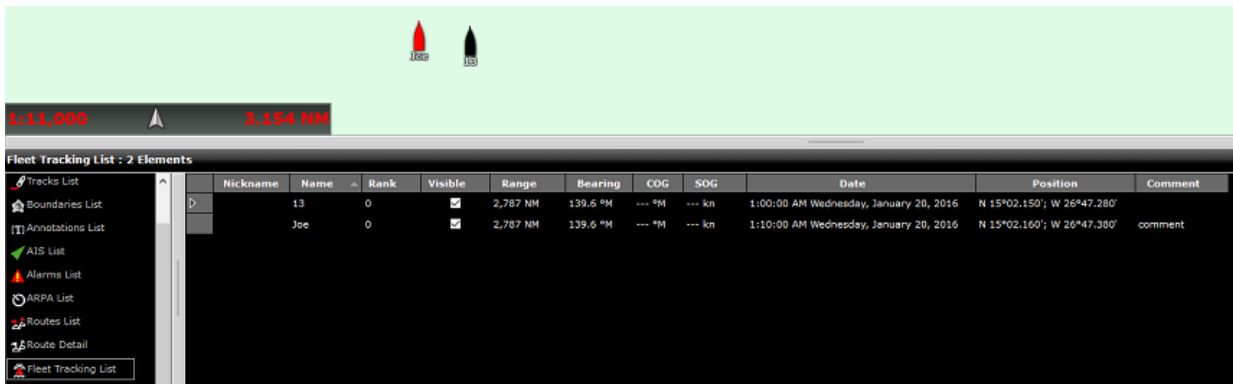 Joe
13
1:11,000 3.154 NM
Fleet Tracking List : 2 Elements
Tracks List
Boundaries List
Annotations List
AIS List
Alarms List
ARPA List
Routes List
Route Detail
Fleet Tracking List
Nickname Name Rank Visible Range Bearing COG SOG Date Position Comment
13 0 2,787 NM 139.6 °M --- °M --- kn 1:00:00 AM Wednesday, January 20, 2016 N 15°02.150'; W 26°47.280'
Joe 0 2,787 NM 139.6 °M --- °M --- kn 1:10:00 AM Wednesday, January 20, 2016 N 15°02.160'; W 26°47.380' comment